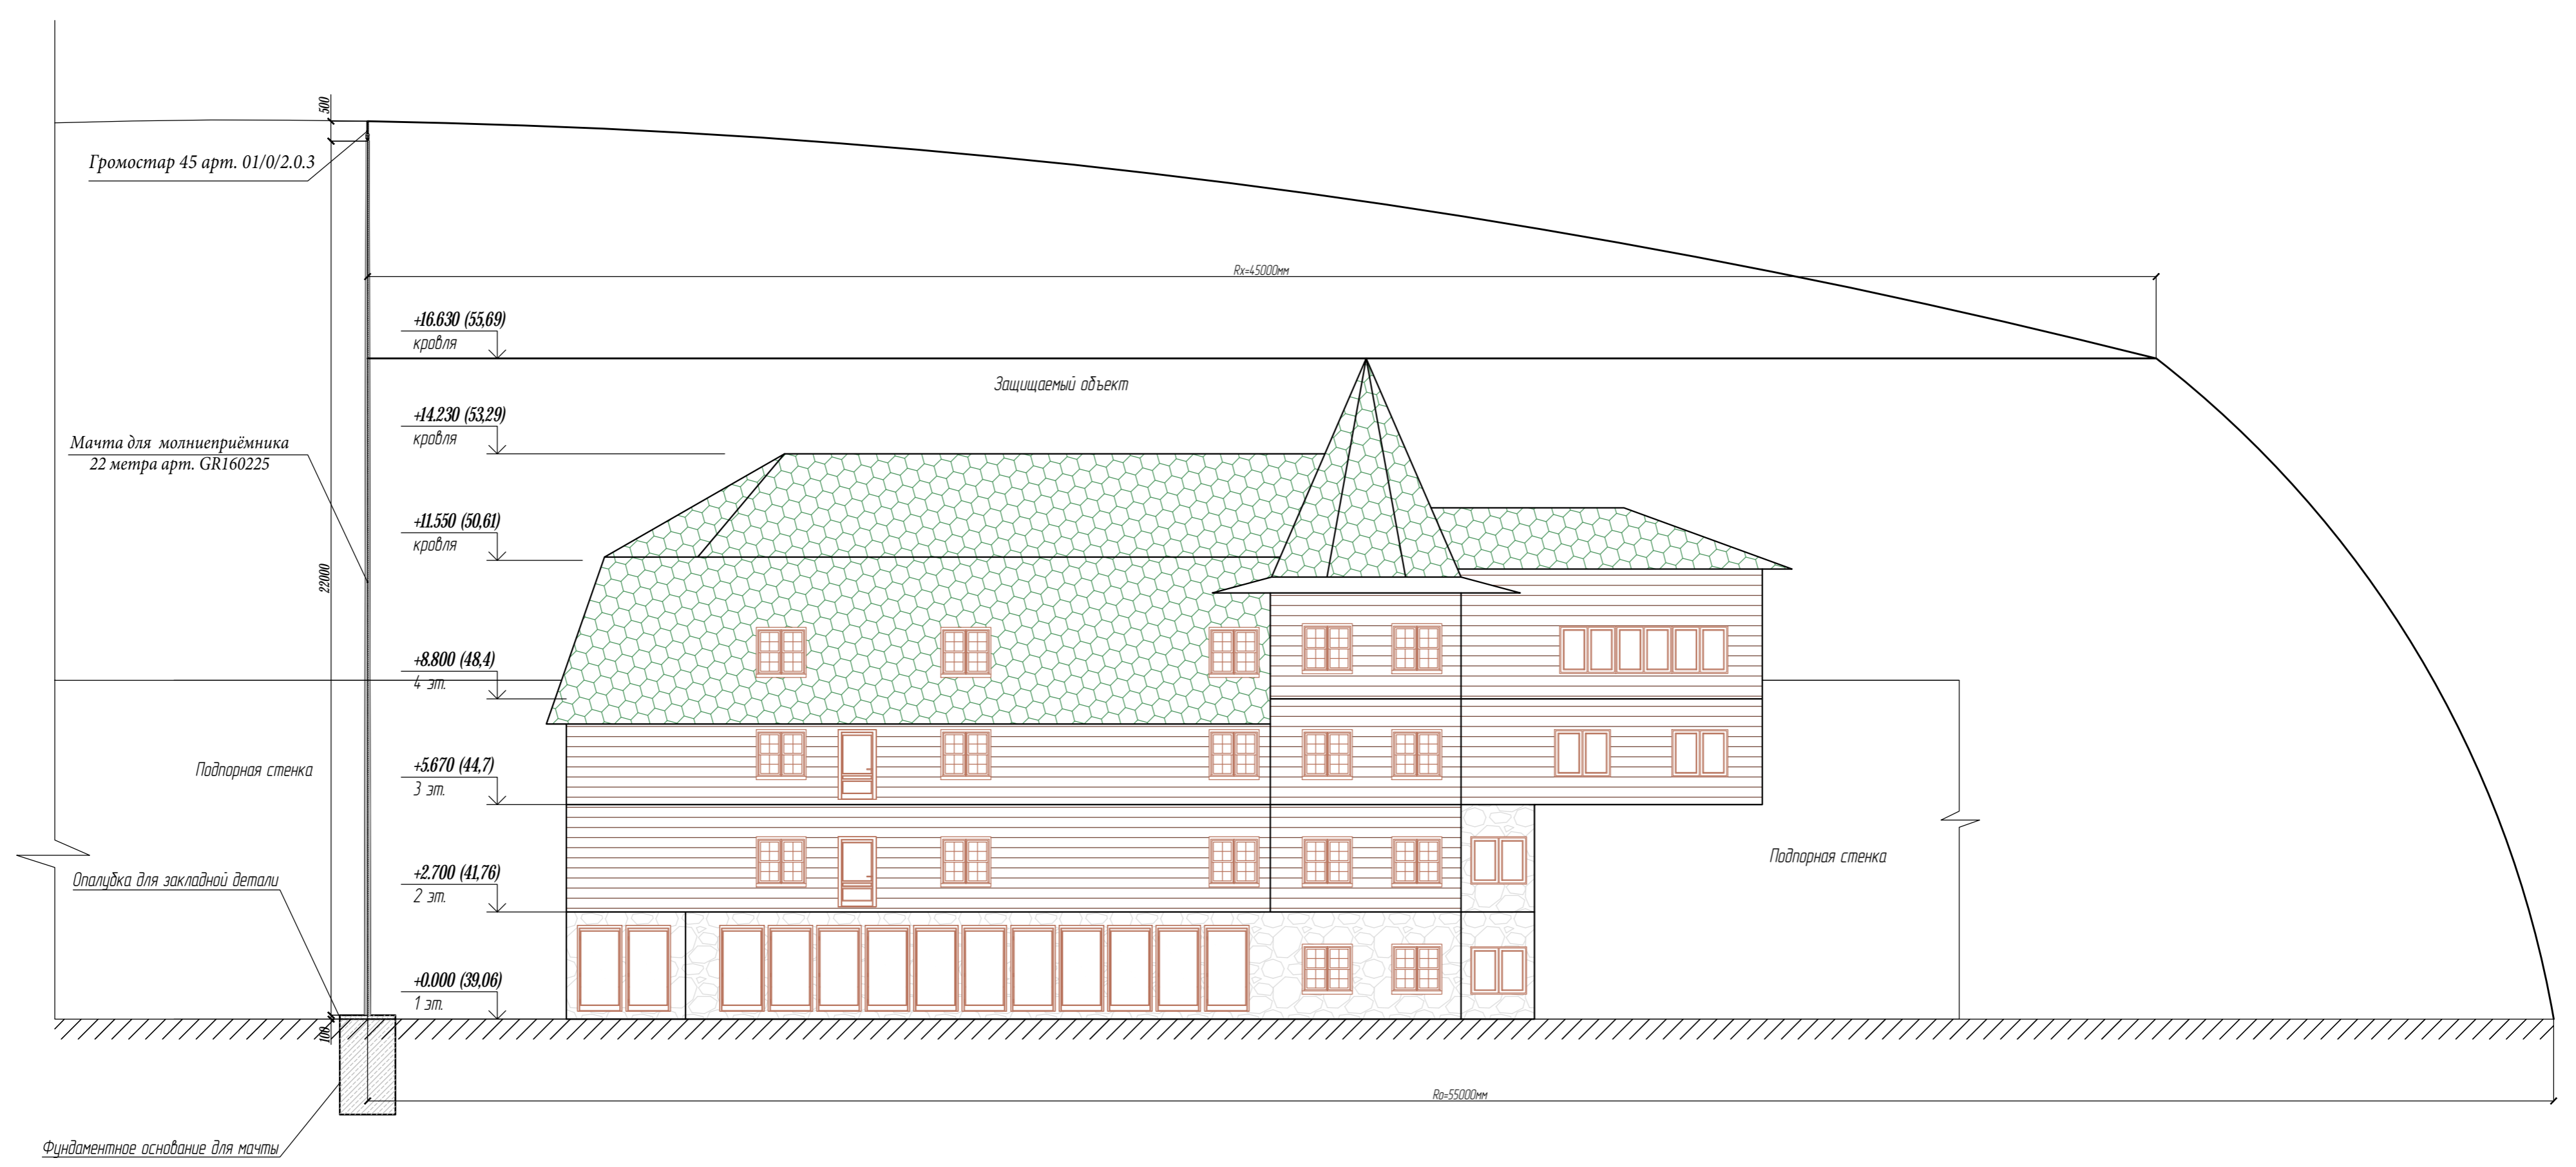 500
Громостар 45 арт. 01/0/2.0.3
Rx=45000мм
+16.630 (55,69)
кровля
Защищаемый объект
+14.230 (53,29)
кровля
Мачта для молниеприёмника
22 метра арт. GR160225
+11.550 (50,61)
кровля
22000
+8.800 (48,4)
4 эт.
Подпорная стенка
+5.670 (44,7)
3 эт.
Подпорная стенка
Опалубка для закладной детали
+2.700 (41,76)
2 эт.
+0.000 (39,06)
1 эт.
100
Ro=55000мм
Фундаментное основание для мачты